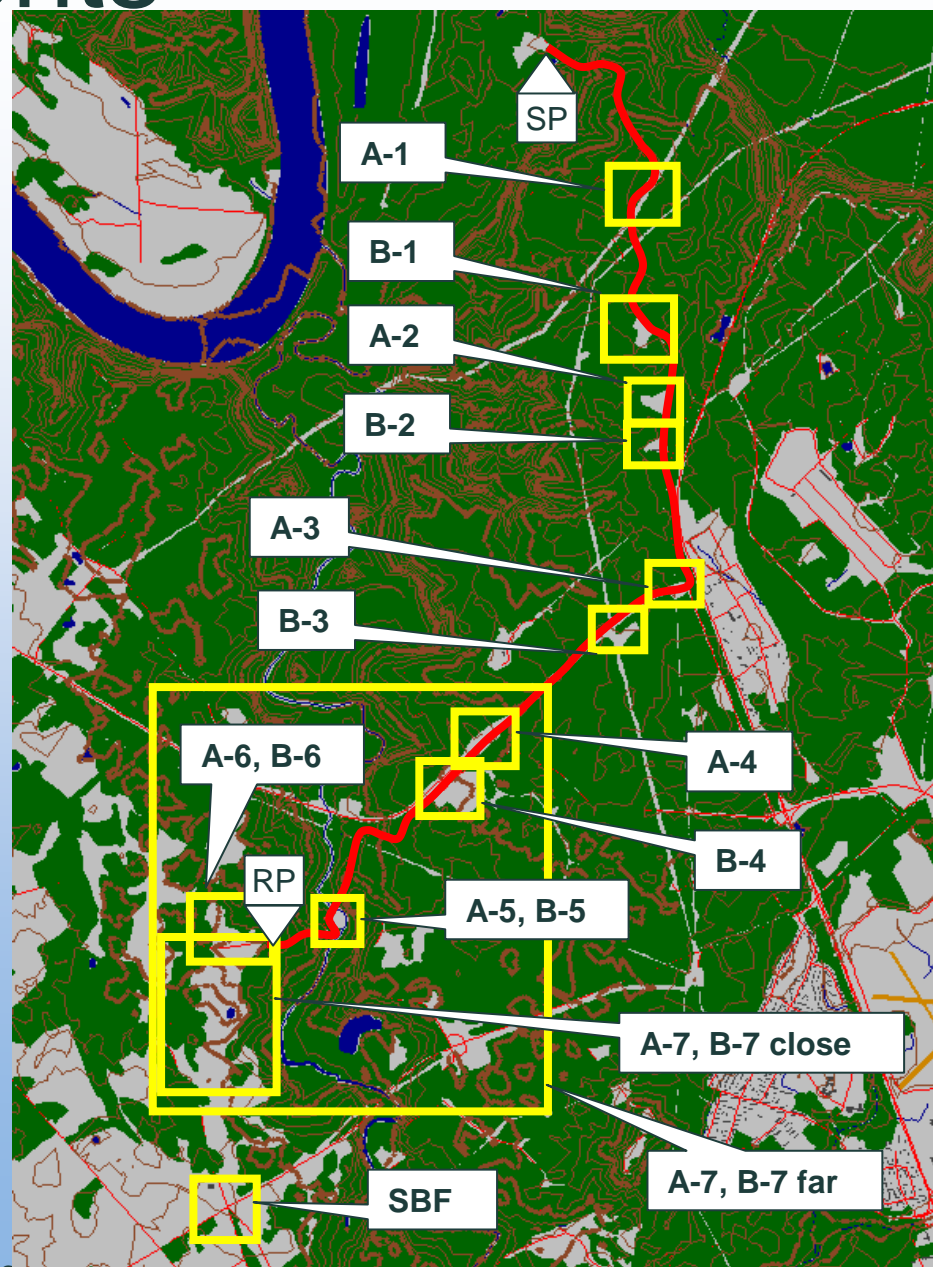 SP
A-1
B-1
A-2
B-2
A-3
B-3
A-6, B-6
A-4
B-4
RP
A-5, B-5
A-7, B-7 close
A-7, B-7 far
SBF